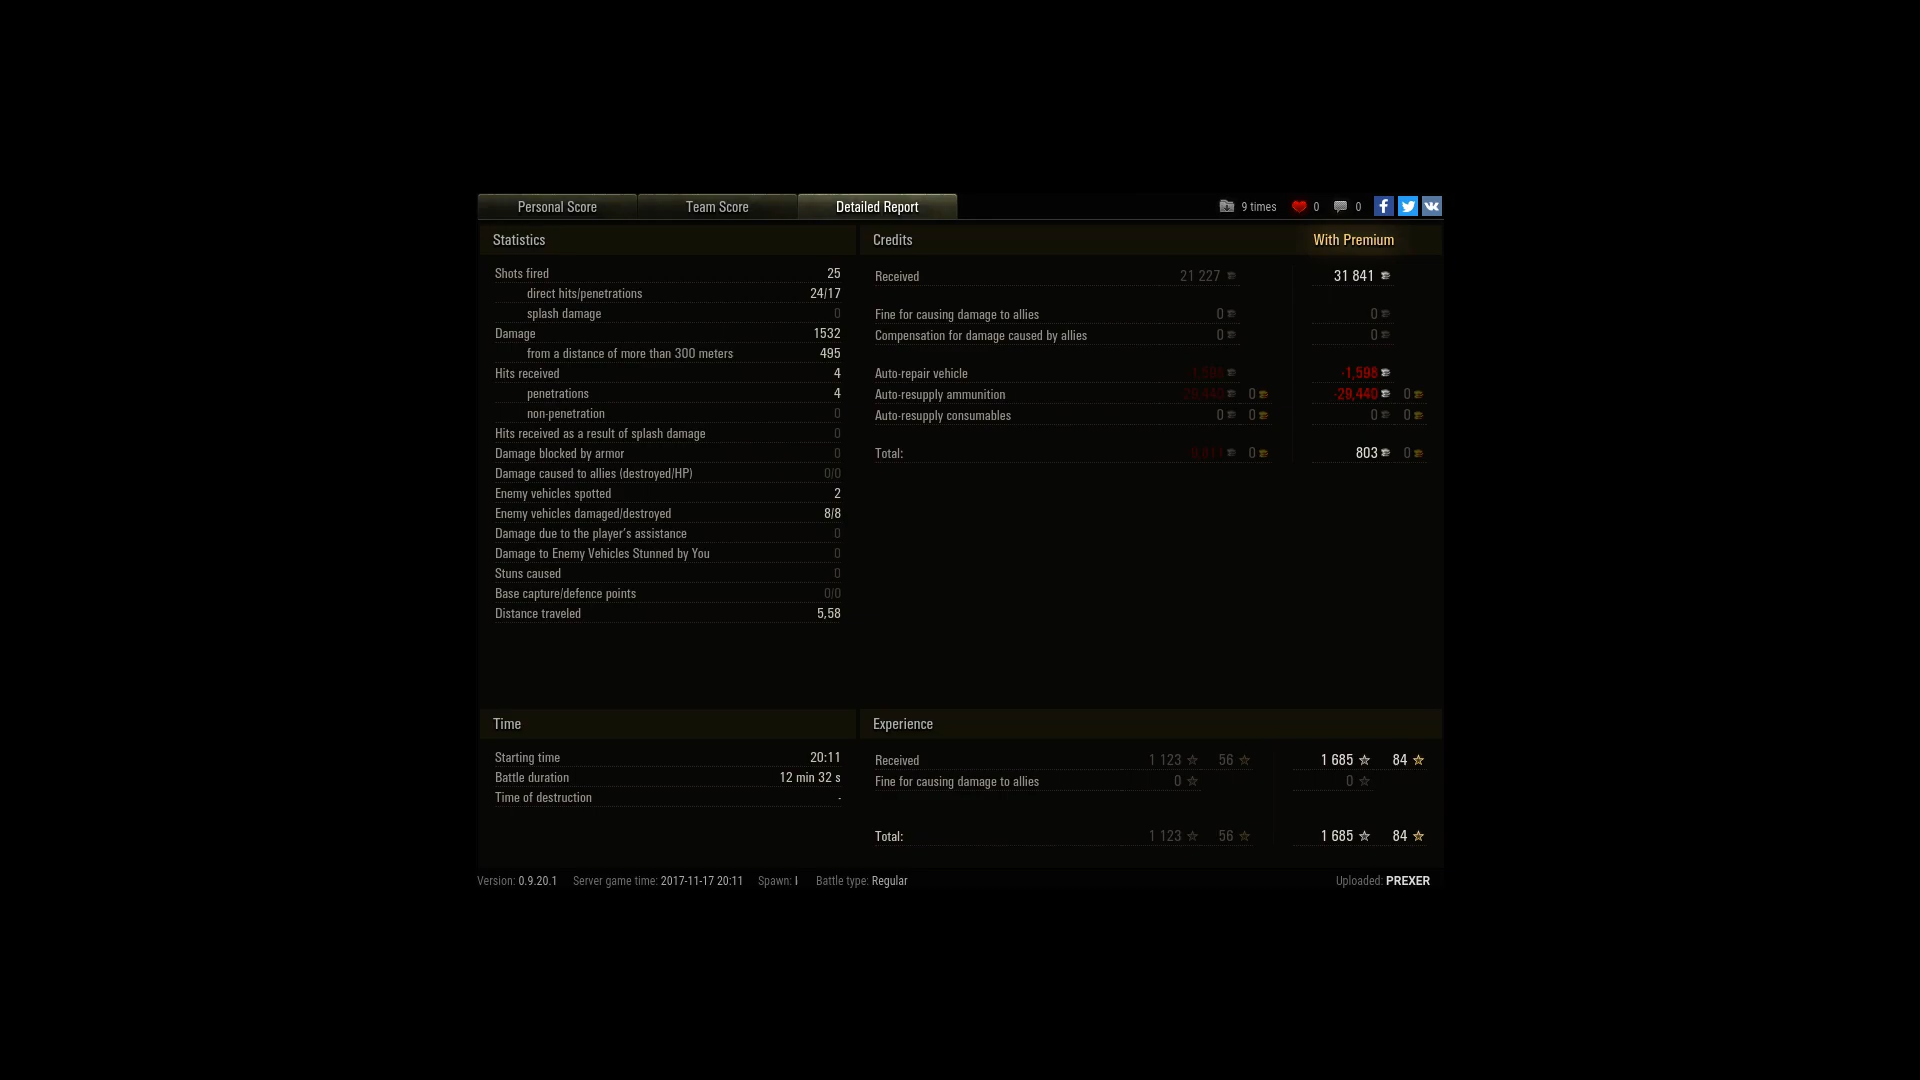 Personal Score Team Score Detailed Report 9 times 0 0
Statistics
Shots fired 25
direct hits/penetrations 24/17
splash damage 0
Damage 1532
from a distance of more than 300 meters 495
Hits received 4
penetrations 4
non-penetration 0
Hits received as a result of splash damage 0
Damage blocked by armor 0
Damage caused to allies (destroyed/HP) 0/0
Enemy vehicles spotted 2
Enemy vehicles damaged/destroyed 8/8
Damage due to the player's assistance 0
Damage to Enemy Vehicles Stunned by You 0
Stuns caused 0
Base capture/defence points 0/0
Distance traveled 5,58
Credits With Premium
Received 21 227 31 841
Fine for causing damage to allies 0 0
Compensation for damage caused by allies 0 0
Auto-repair vehicle -1,598 -1,598
Auto-resupply ammunition -29,440 0 -29,440 0
Auto-resupply consumables 0 0 0 0
Total: 0 803 0
Time
Starting time 20:11
Battle duration 12 min 32 s
Time of destruction -
Experience
Received 1 123 56 1 685 84
Fine for causing damage to allies 0 0
Total: 1 123 56 1 685 84
Version: 0.9.20.1 Server game time: 2017-11-17 20:11 Spawn: I Battle type: Regular Uploaded: PREXER